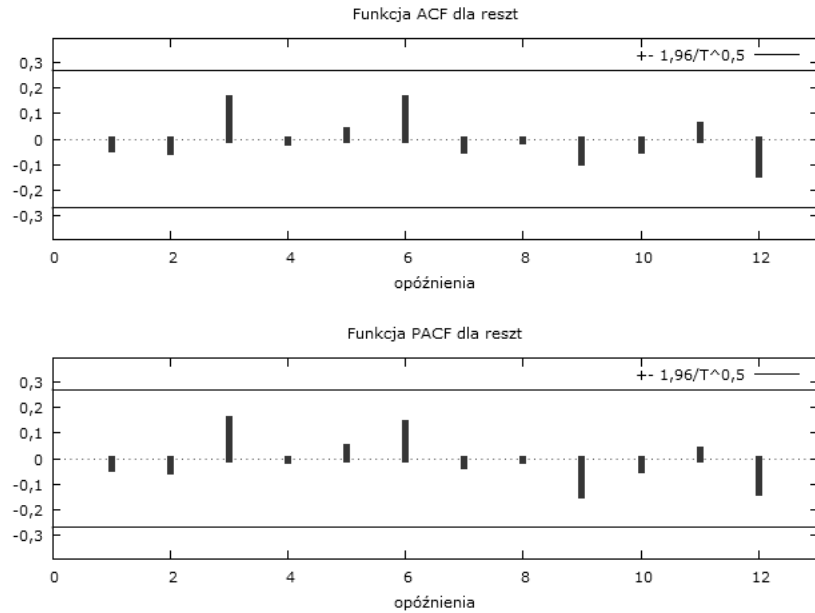 Funkcja ACF dla reszt
+- 1,96/T^0,5
0,3
0,2
0,1
0
-0,1
-0,2
-0,3
0 2 4 6 8 10 12
opóźnienia
Funkcja PACF dla reszt
+- 1,96/T^0,5
0,3
0,2
0,1
0
-0,1
-0,2
-0,3
0 2 4 6 8 10 12
opóźnienia